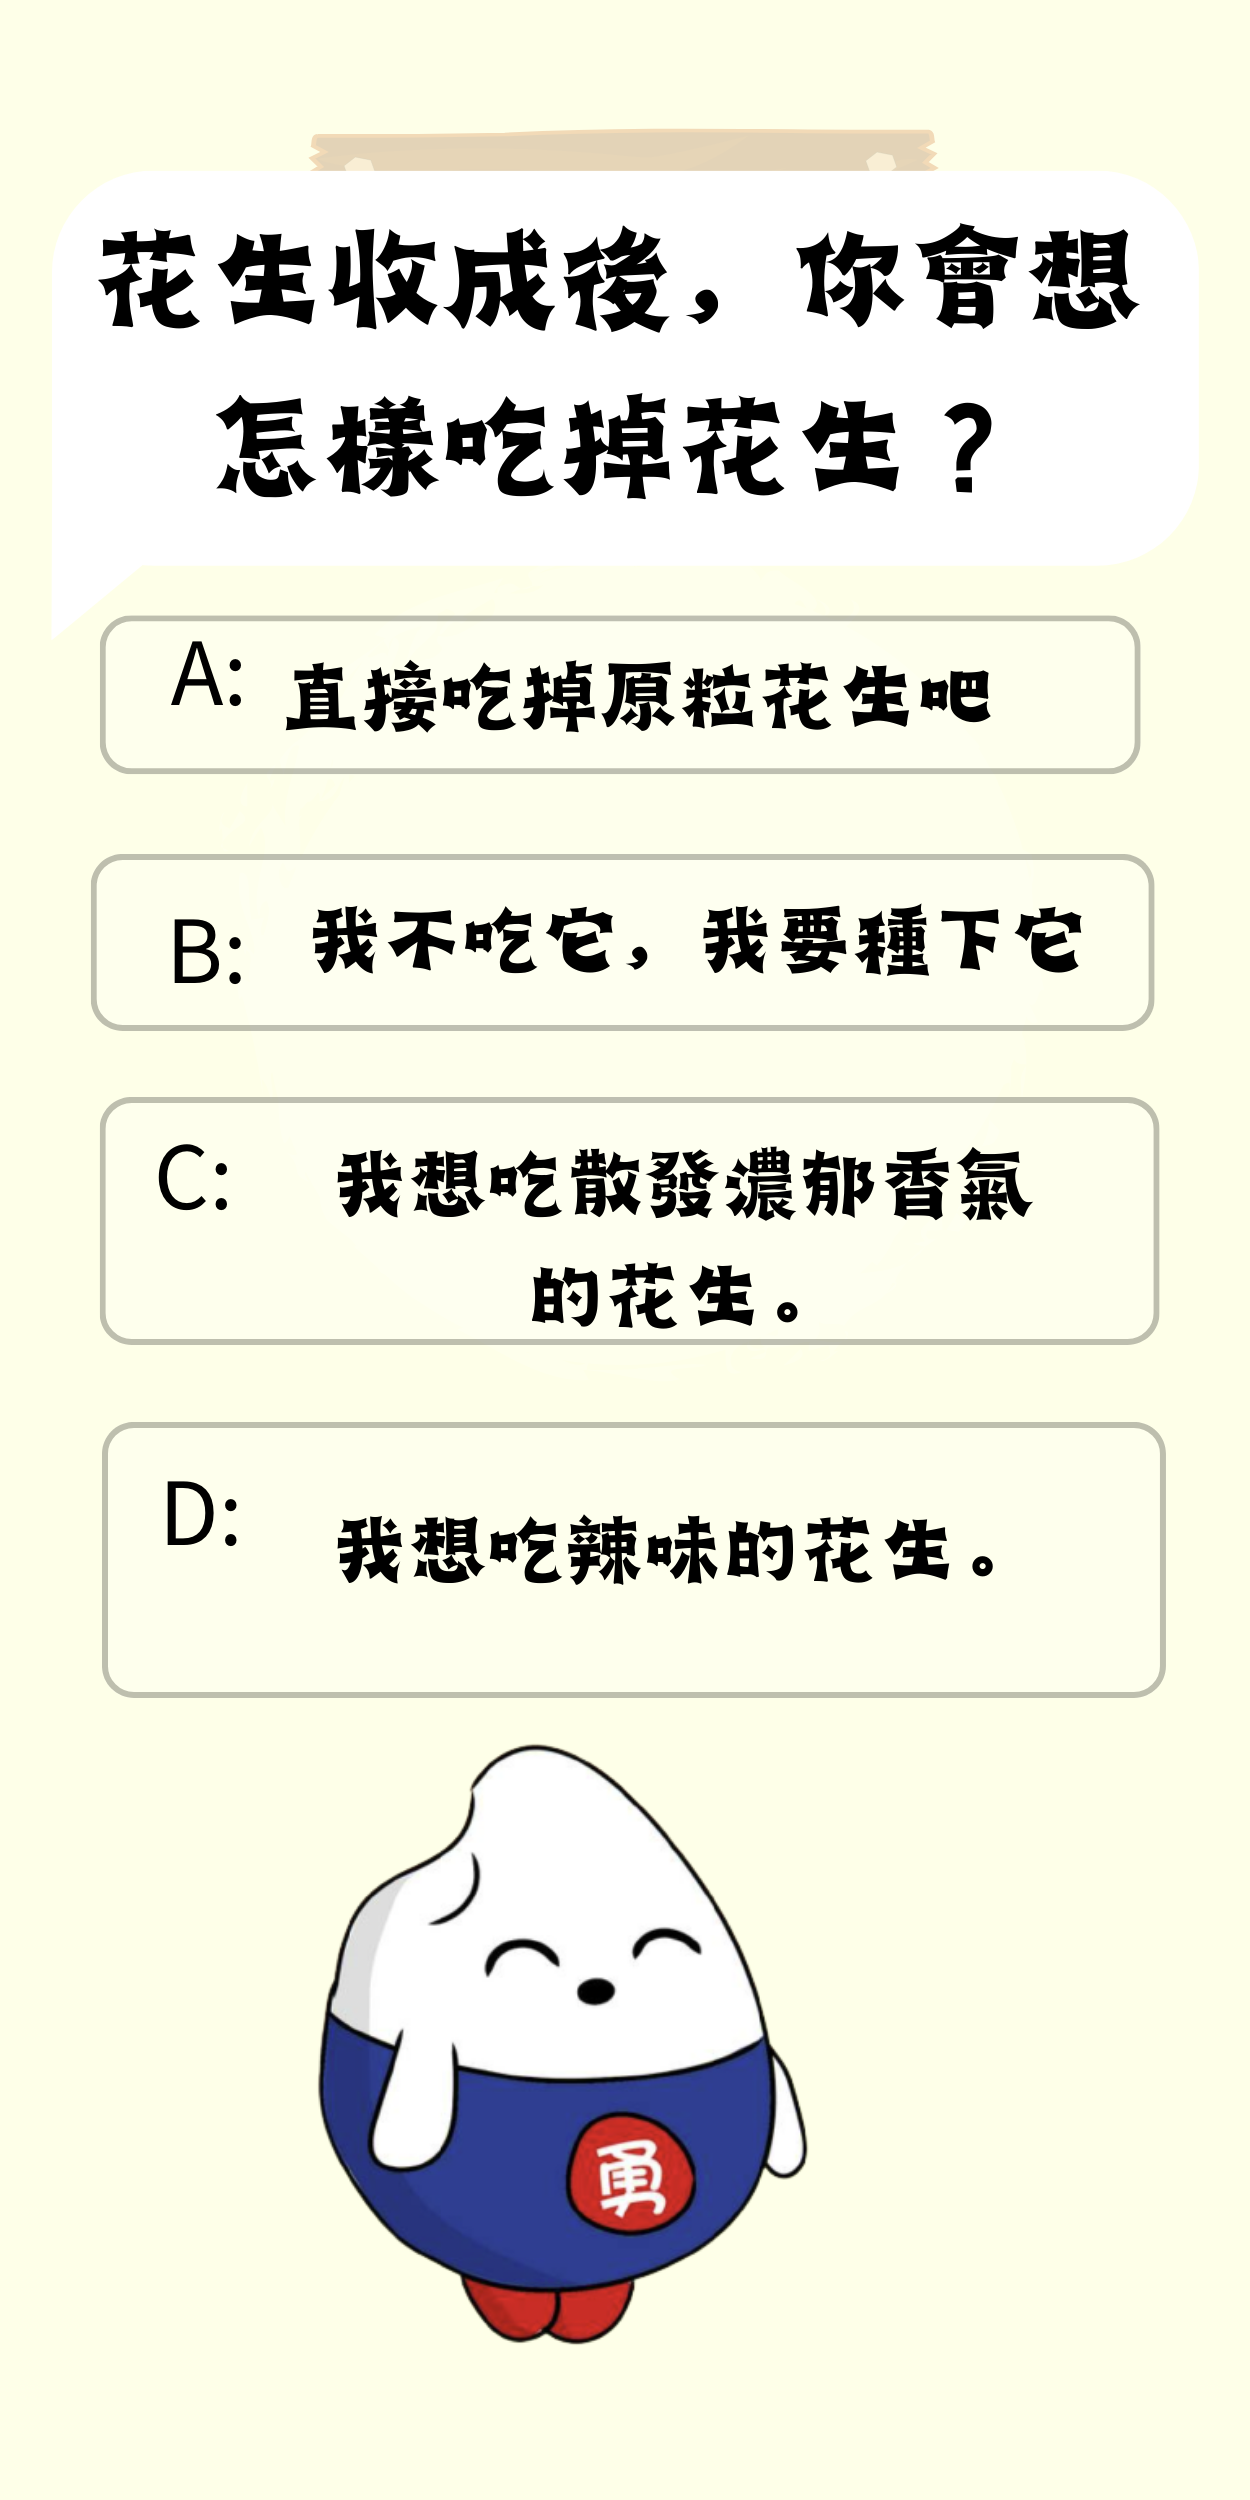 花生收成後，你會想
怎樣吃掉花生？
A: 直接吃掉原味花生吧
B: 我不吃它，我要種下它
C: 我想吃散發濃郁香氣
的花生。
D: 我想吃辣味的花生。
勇